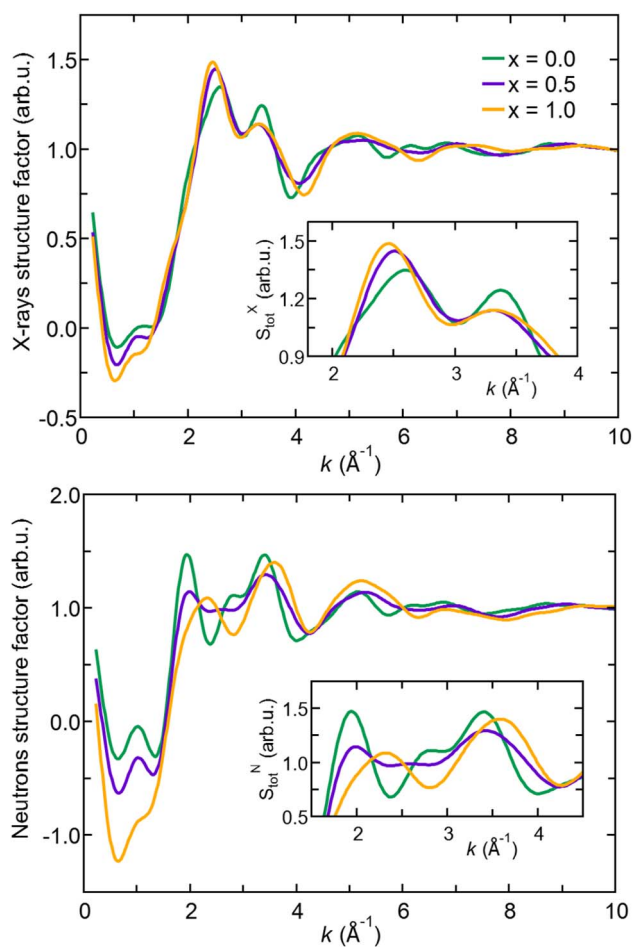 X-rays structure factor (arb.u.)
1.5
1.0
0.5
0.0
-0.5
x = 0.0
x = 0.5
x = 1.0
S_tot^X (arb.u.)
1.5
1.2
0.9
2 3 4
k (Å⁻¹)
0 2 4 6 8 10
k (Å⁻¹)
Neutrons structure factor (arb.u.)
2.0
1.0
0.0
-1.0
S_tot^N (arb.u.)
1.5
1.0
0.5
2 3 4
k (Å⁻¹)
0 2 4 6 8 10
k (Å⁻¹)